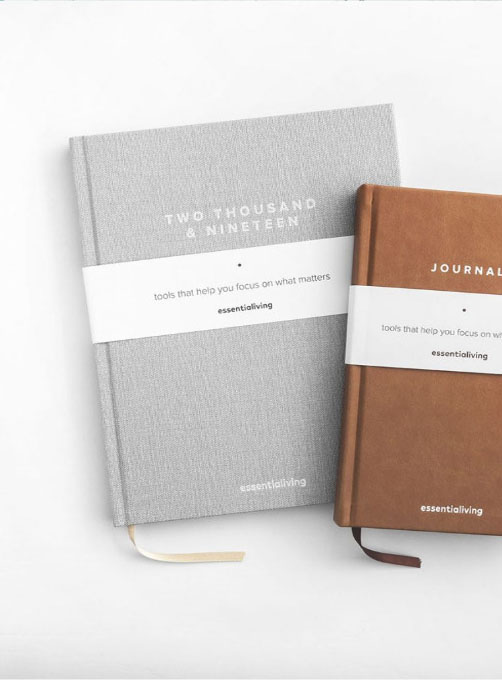 TWO THOUSAND
& NINETEEN
tools that help you focus on what matters
essentialiving
essentialiving
JOURNAL
tools that help you focus on
essentialiving
essentialiving